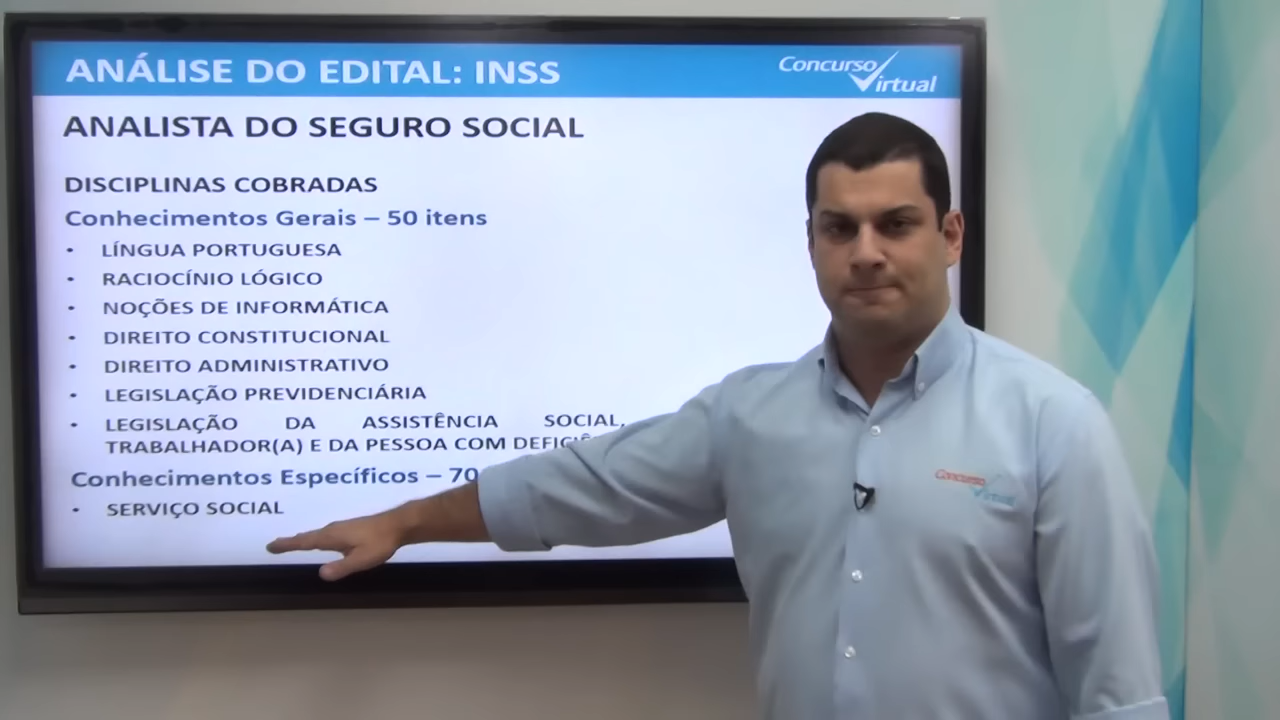 ANÁLISE DO EDITAL: INSS
Concurso
Virtual
ANALISTA DO SEGURO SOCIAL
DISCIPLINAS COBRADAS
Conhecimentos Gerais – 50 itens
• LÍNGUA PORTUGUESA
• RACIOCÍNIO LÓGICO
• NOÇÕES DE INFORMÁTICA
• DIREITO CONSTITUCIONAL
• DIREITO ADMINISTRATIVO
• LEGISLAÇÃO PREVIDENCIÁRIA
• LEGISLAÇÃO DA ASSISTÊNCIA SOCIAL,
TRABALHADOR(A) E DA PESSOA COM
Conhecimentos Específicos – 70
• SERVIÇO SOCIAL
Concurso
Virtual